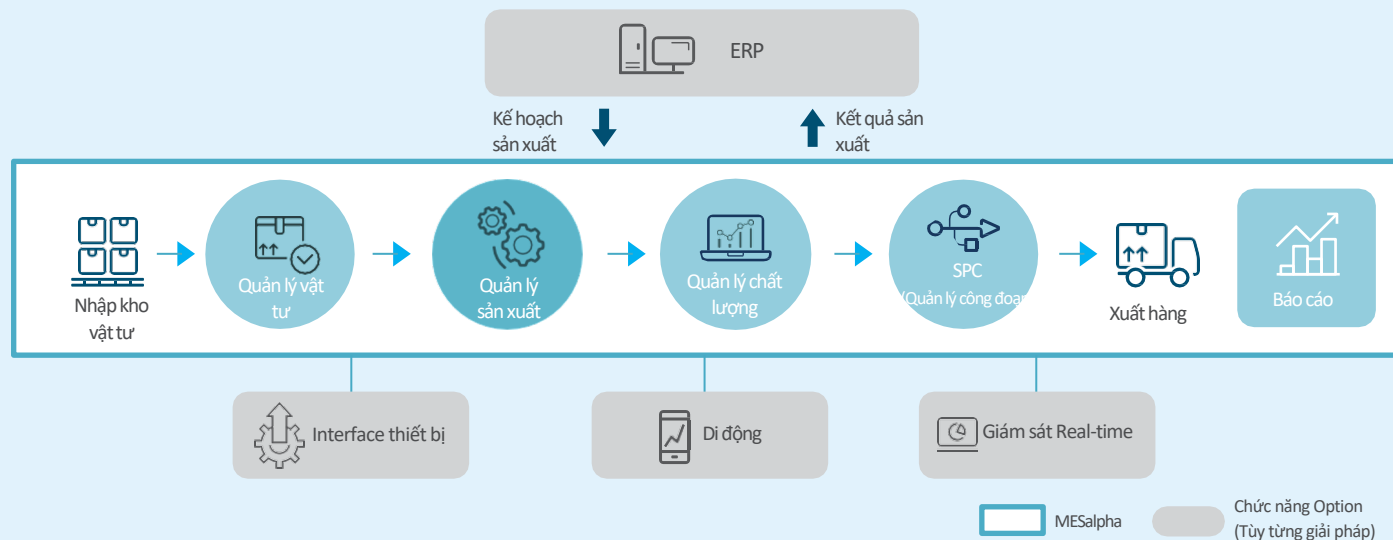 ERP
Kế hoạch
sản xuất
Kết quả sản
xuất
Nhập kho
vật tư
Quản lý vật
tư
Quản lý
sản xuất
Quản lý chất
lượng
SPC
(Quản lý công đoạn
Xuất hàng
Báo cáo
Interface thiết bị
Di động
Giám sát Real-time
MESalpha
Chức năng Option
(Tùy từng giải pháp)